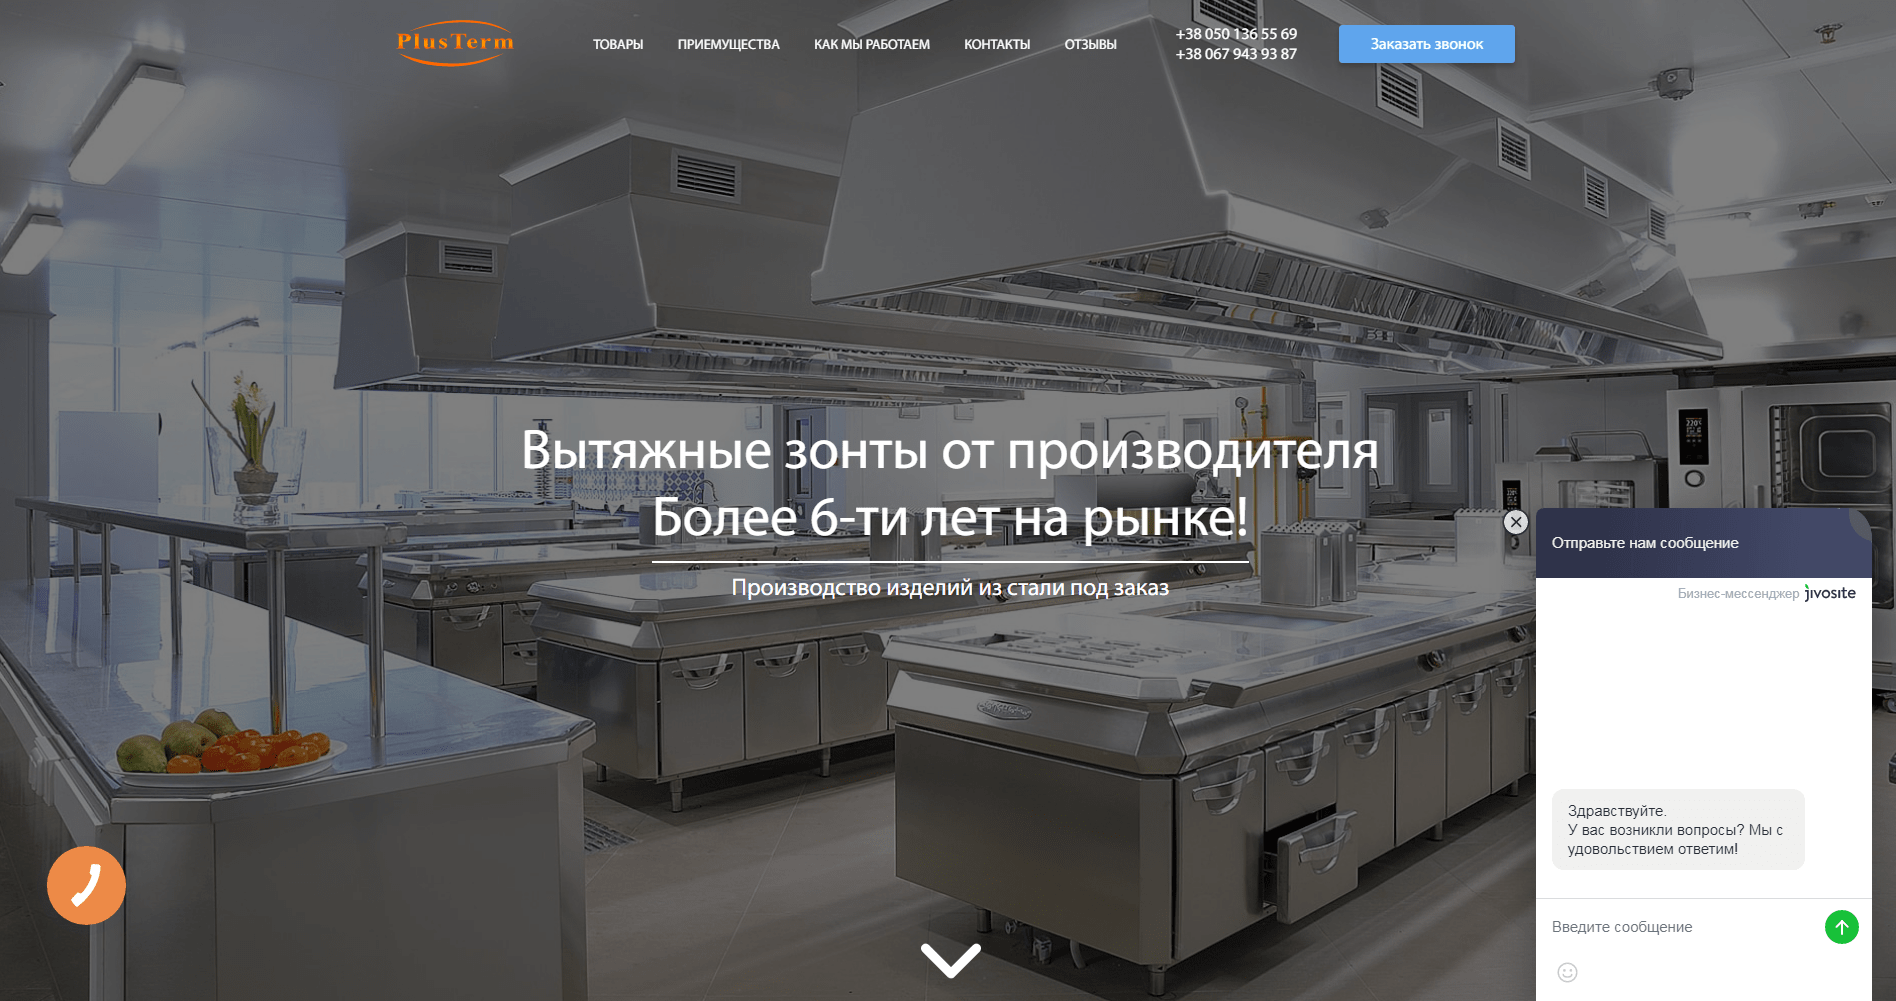 PlusTerm
ТОВАРЫ
ПРИЕМУЩЕСТВА
КАК МЫ РАБОТАЕМ
КОНТАКТЫ
ОТЗЫВЫ
+38 050 136 55 69
+38 067 943 93 87
Заказать звонок
Вытяжные зонты от производителя
Более 6-ти лет на рынке!
Производство изделий из стали под заказ
Отправьте нам сообщение
Бизнес-мессенджер jivosite
Здравствуйте.
У вас возникли вопросы? Мы с
удовольствием ответим!
Введите сообщение